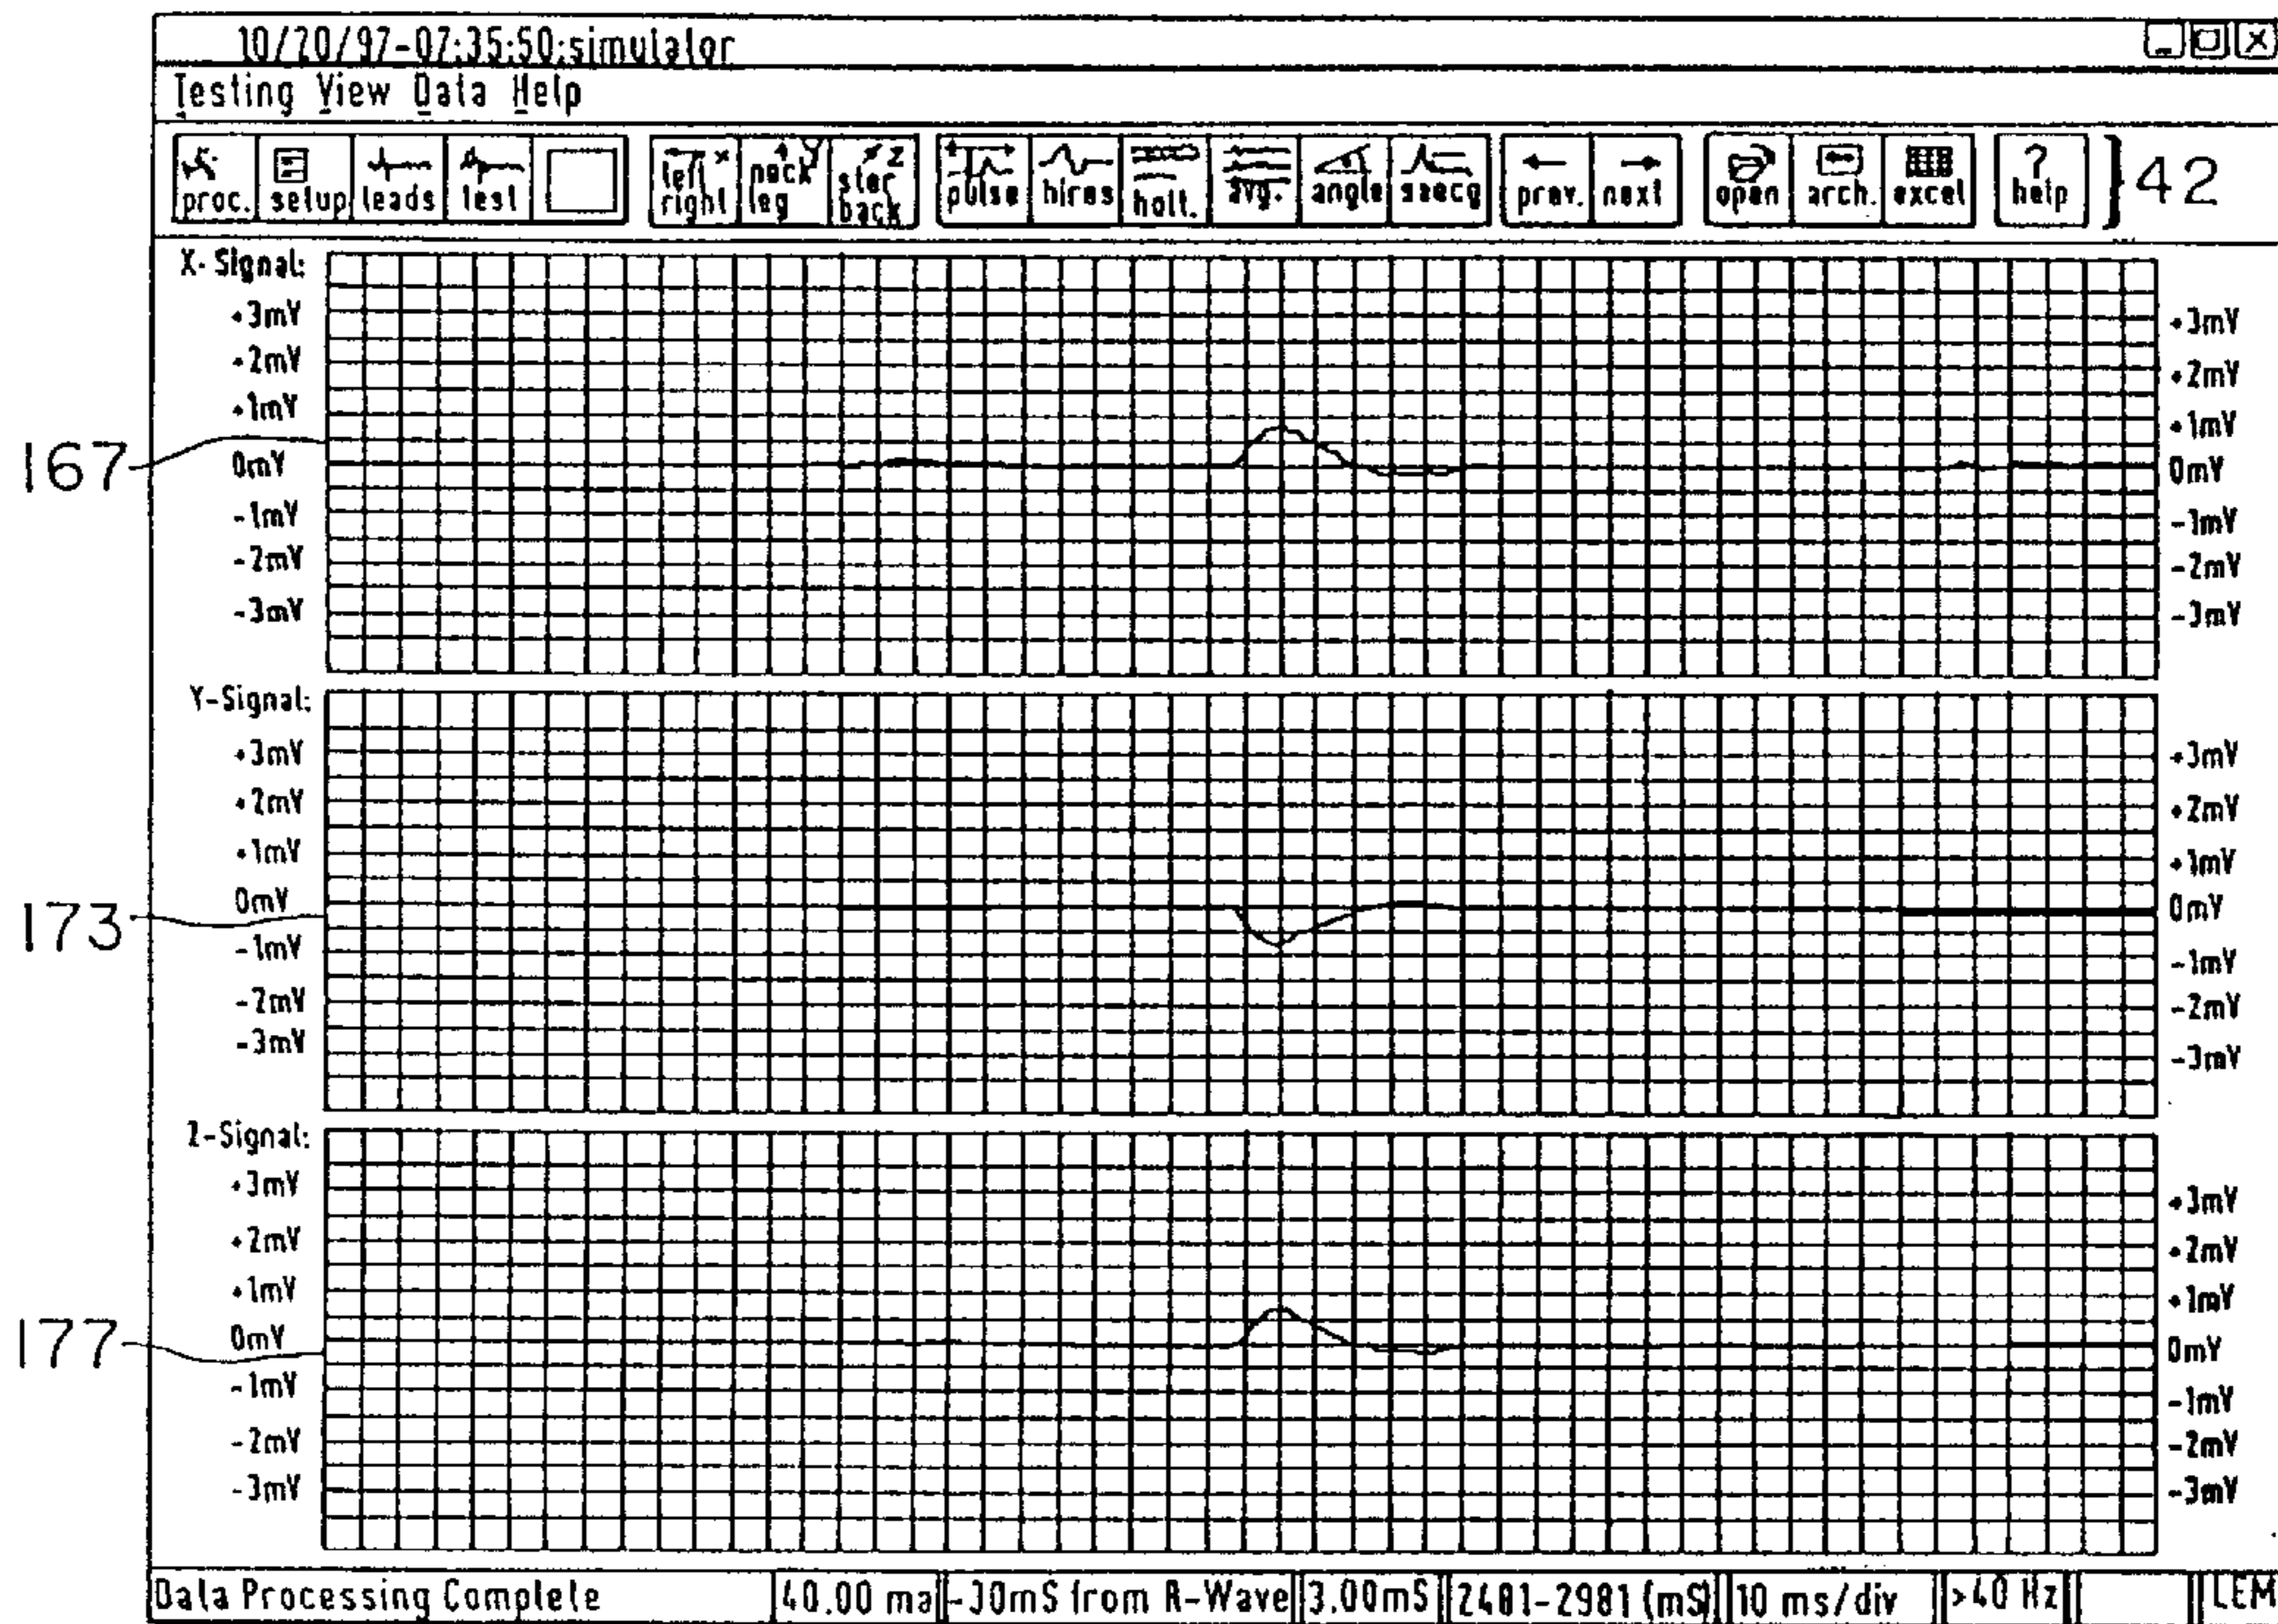 10/20/97-07:35:50:simulator
Testing View Data Help
proc. setup leads test left x right neck Y leg ster z back pulse hires holt. avg. angle saecg prev. next open arch. excel ? help 42
X-Signal:
+3mV +3mV
+2mV +2mV
+1mV +1mV
167
0mV 0mV
-1mV -1mV
-2mV -2mV
-3mV -3mV
Y-Signal:
+3mV +3mV
+2mV +2mV
+1mV +1mV
0mV 0mV
173
-1mV -1mV
-2mV -2mV
-3mV -3mV
Z-Signal:
+3mV +3mV
+2mV +2mV
+1mV +1mV
177
0mV 0mV
-1mV -1mV
-2mV -2mV
-3mV -3mV
Data Processing Complete 40.00 ma -30mS from R-Wave 3.00mS 2481-2981 (mS) 10 ms/div >40 Hz LEM